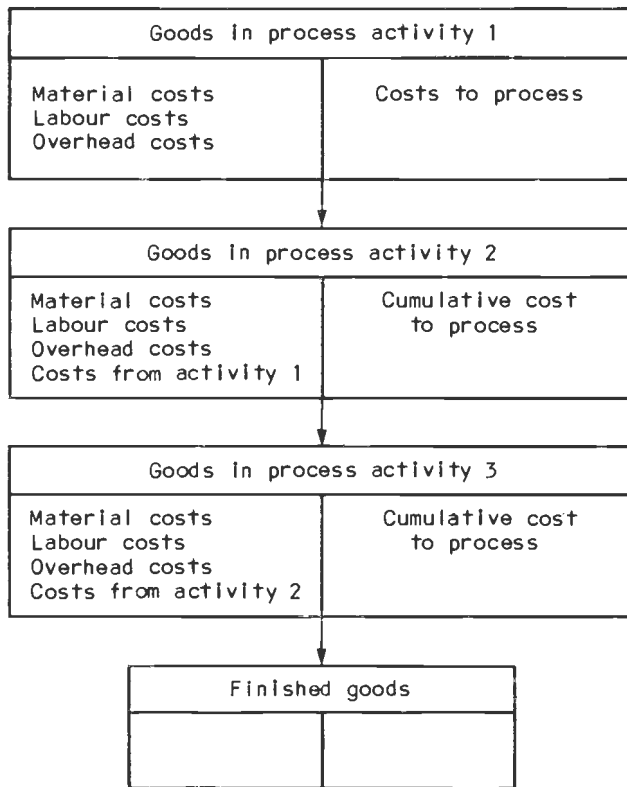 Goods in process activity 1
Material costs
Labour costs
Overhead costs
Costs to process
Goods in process activity 2
Material costs
Labour costs
Overhead costs
Costs from activity 1
Cumulative cost
to process
Goods in process activity 3
Material costs
Labour costs
Overhead costs
Costs from activity 2
Cumulative cost
to process
Finished goods